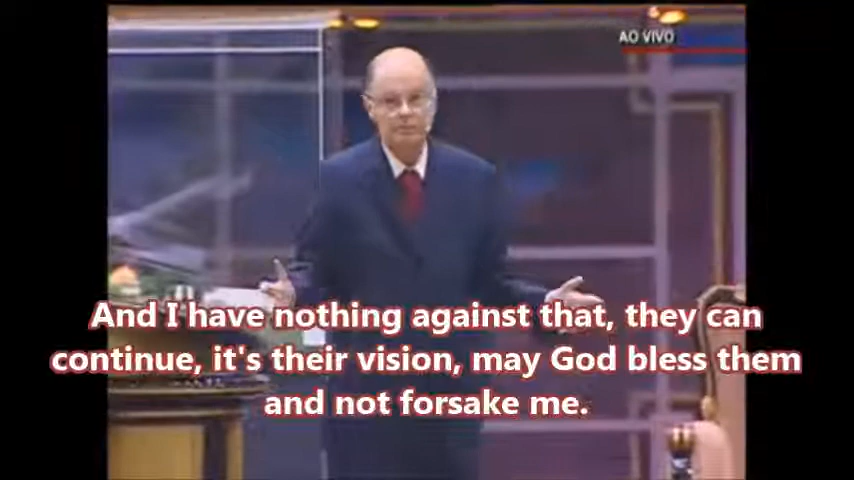 AO VIVO
And I have nothing against that, they can
continue, it's their vision, may God bless them
and not forsake me.